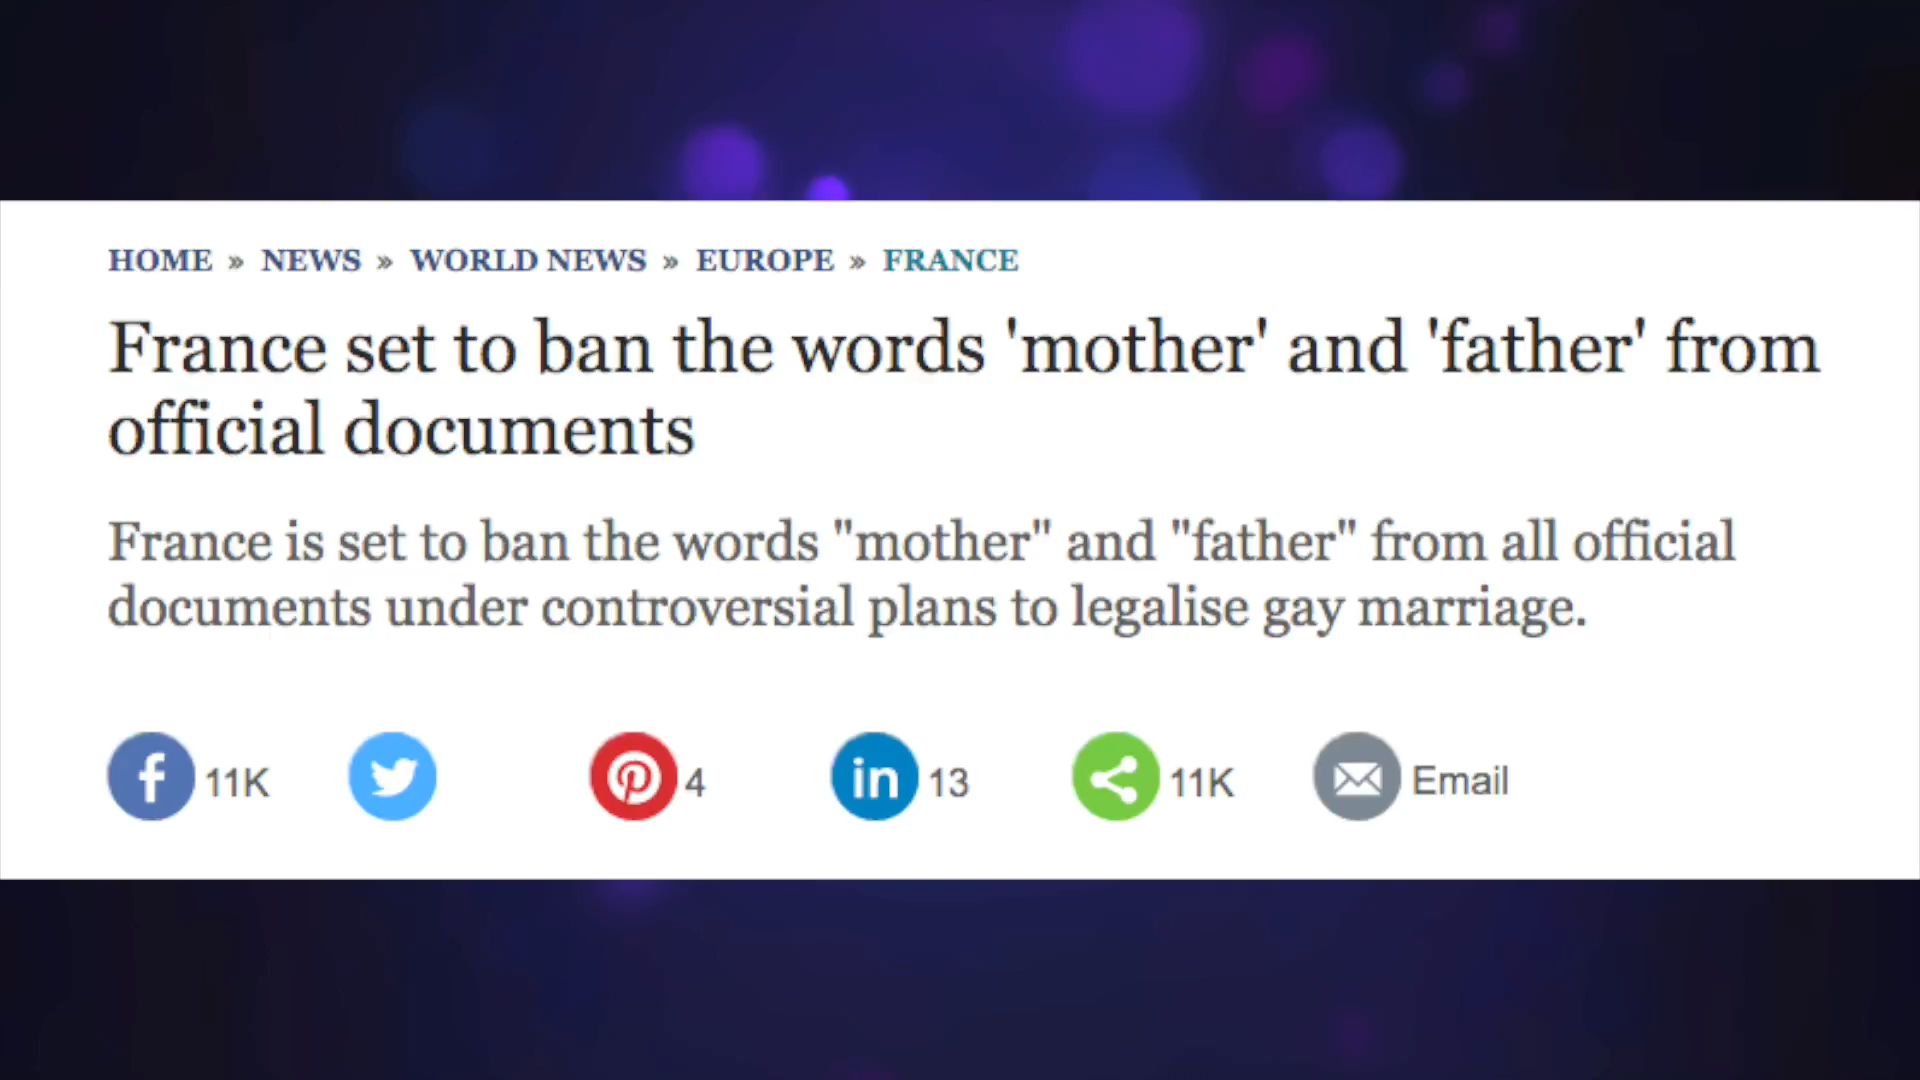 HOME » NEWS » WORLD NEWS » EUROPE » FRANCE
France set to ban the words 'mother' and 'father' from
official documents
France is set to ban the words "mother" and "father" from all official
documents under controversial plans to legalise gay marriage.
f 11K 4 in 13 11K Email